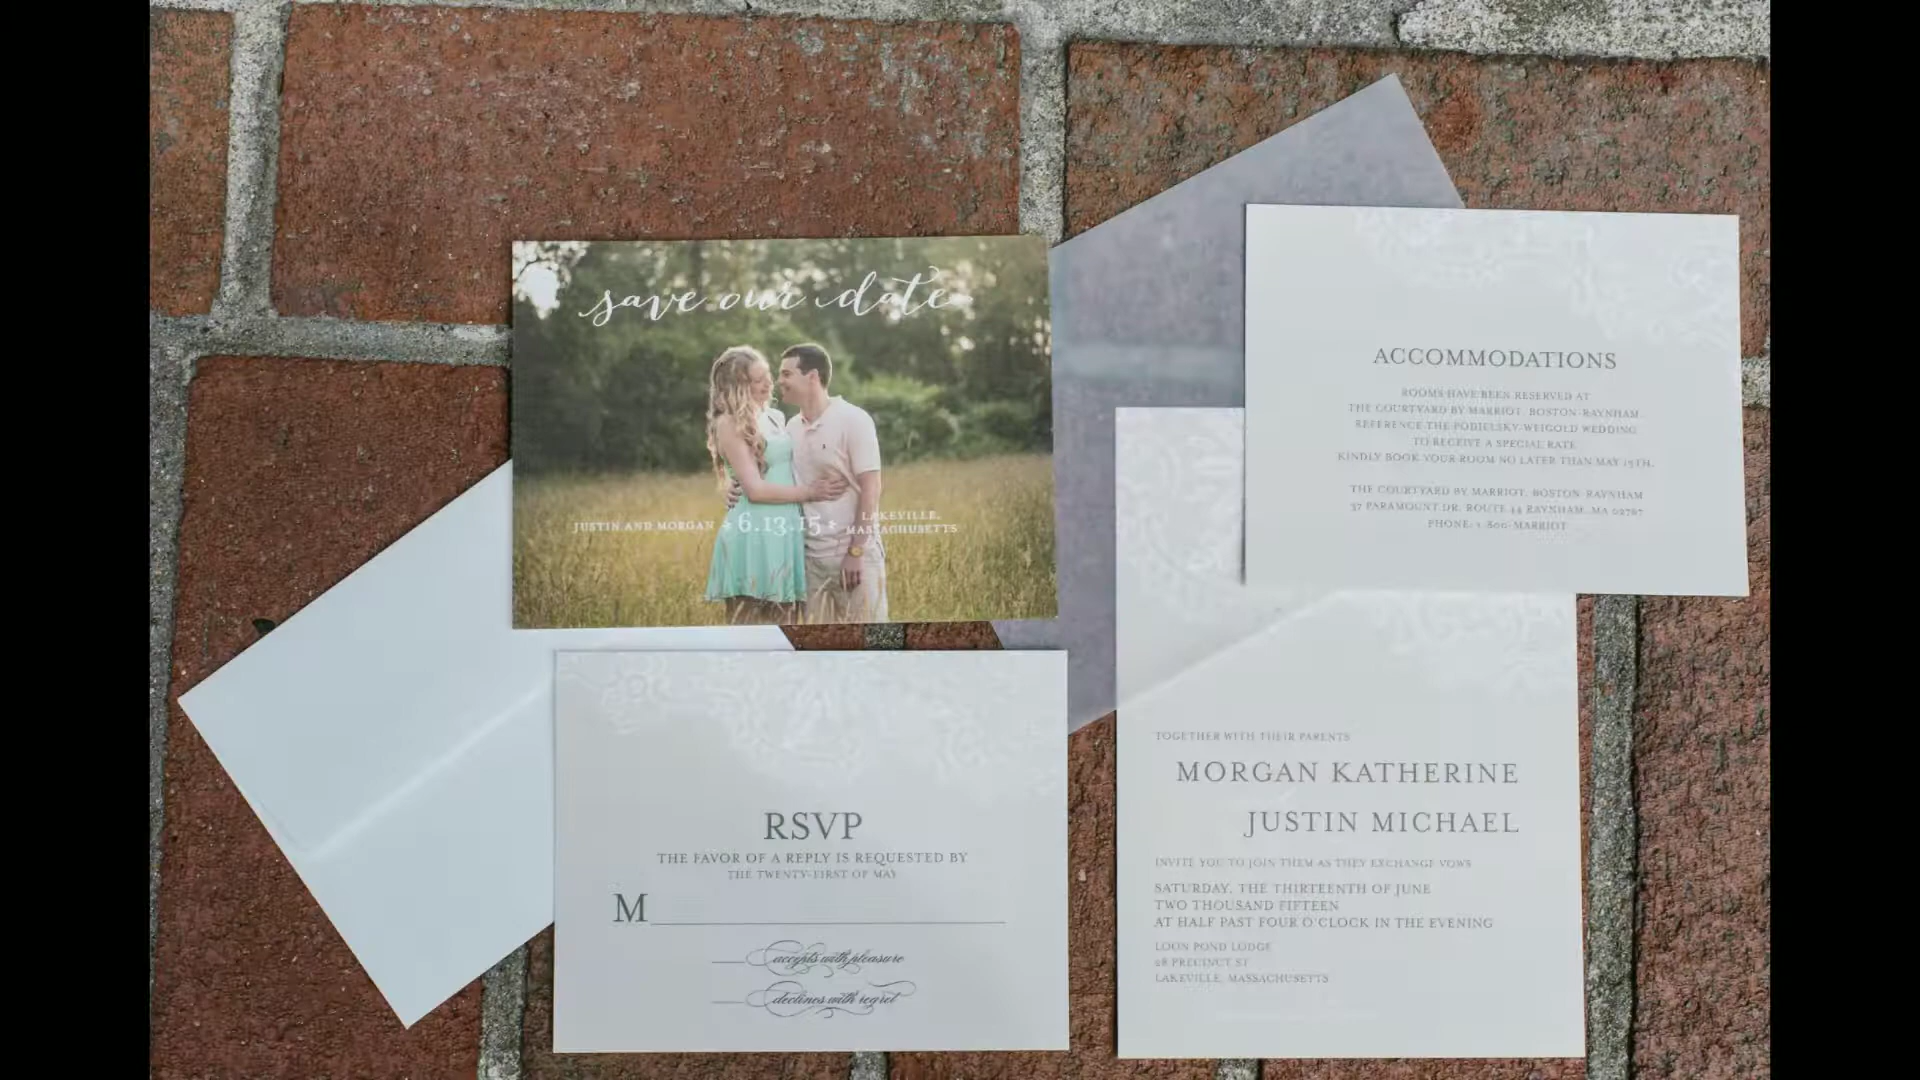 save our date
JUSTIN AND MORGAN
6.13.15
LAKEVILLE,
MASSACHUSETTS
ACCOMMODATIONS
ROOMS HAVE BEEN RESERVED AT
THE COURTYARD BY MARRIOT, BOSTON-RAYNHAM
REFERENCE THE PODIELSKY-WEIGOLD WEDDING
TO RECEIVE A SPECIAL RATE
KINDLY BOOK YOUR ROOM NO LATER THAN MAY 15TH.
THE COURTYARD BY MARRIOT, BOSTON-RAYNHAM
37 PARAMOUNT DR, ROUTE 44 RAYNHAM, MA 02767
PHONE: 1-800-MARRIOT
RSVP
THE FAVOR OF A REPLY IS REQUESTED BY
THE TWENTY-FIRST OF MAY
M
accepts with pleasure
declines with regret
TOGETHER WITH THEIR PARENTS
MORGAN KATHERINE
JUSTIN MICHAEL
INVITE YOU TO JOIN THEM AS THEY EXCHANGE VOWS
SATURDAY, THE THIRTEENTH OF JUNE
TWO THOUSAND FIFTEEN
AT HALF PAST FOUR O'CLOCK IN THE EVENING
LOON POND LODGE
28 PRECINCT ST
LAKEVILLE, MASSACHUSETTS